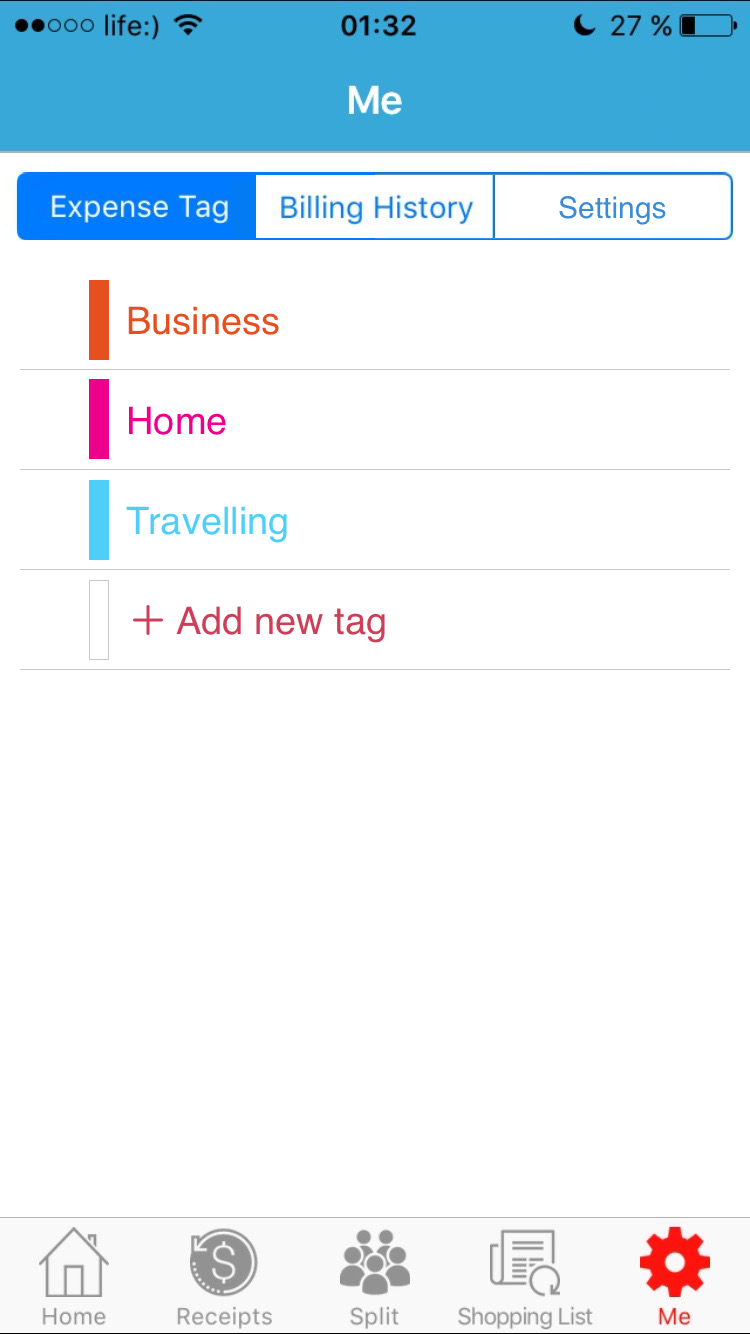 life:) 01:32 27 %
Me
Expense Tag Billing History Settings
Business
Home
Travelling
+ Add new tag
$
Home Receipts Split Shopping List Me